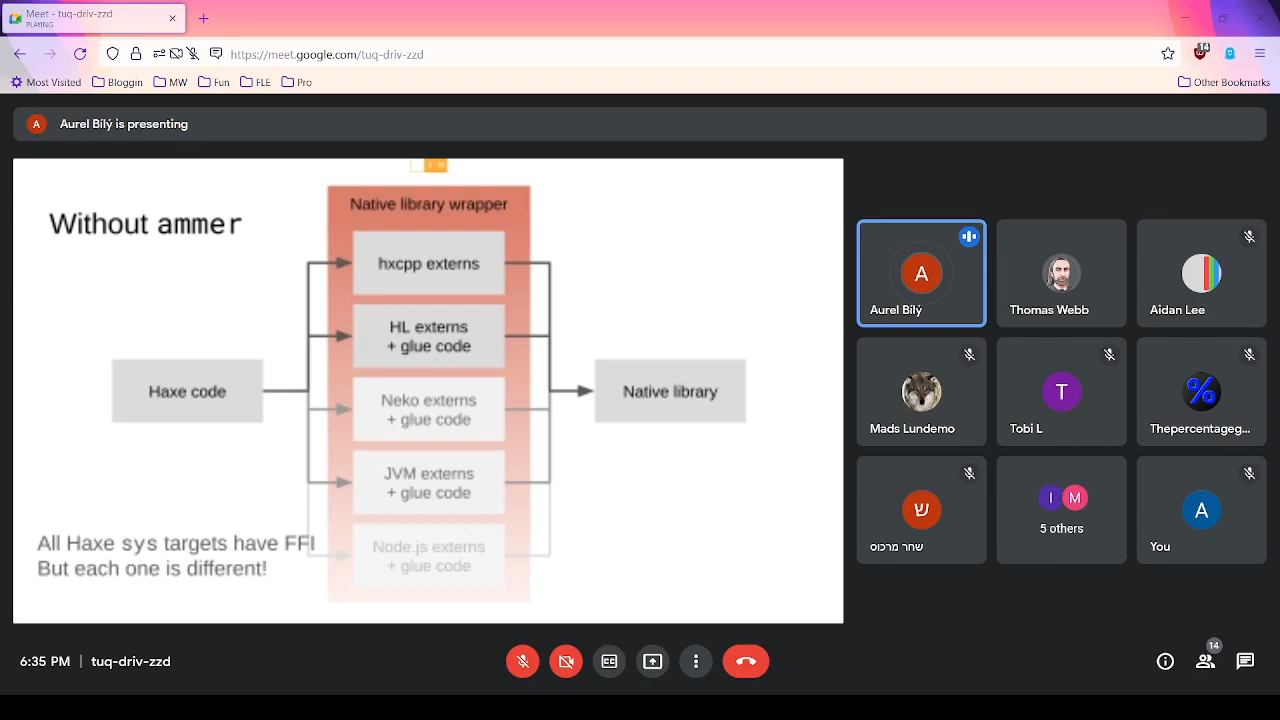 Meet - tuq-driv-zzd
PLAYING
https://meet.google.com/tuq-driv-zzd
14
Most Visited
Bloggin
MW
Fun
FLE
Pro
Other Bookmarks
A
Aurel Bílý is presenting
Without ammer
Native library wrapper
hxcpp externs
HL externs
+ glue code
Haxe code
Neko externs
+ glue code
Native library
JVM externs
+ glue code
Node.js externs
+ glue code
All Haxe sys targets have FFI
But each one is different!
A
Aurel Bílý
Thomas Webb
Aidan Lee
Mads Lundemo
T
Tobi L
%
Thepercentageg...
ש
שחר מרכוס
I
M
5 others
A
You
6:35 PM | tuq-driv-zzd
CC
14